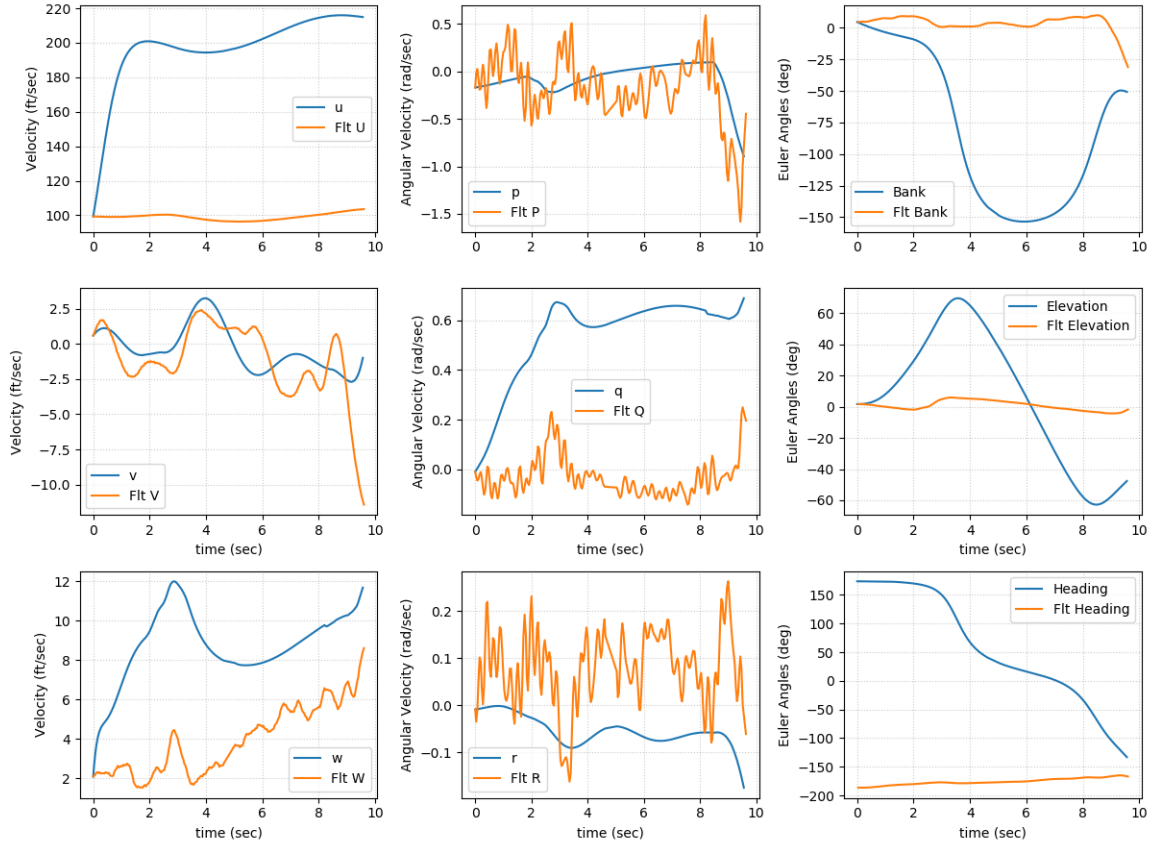 200
180
160
140
120
100
Velocity (ft/sec)
u
Flt U
0 2 4 6 8 10
0.5
0.0
−0.5
−1.0
−1.5
Angular Velocity (rad/sec)
p
Flt P
0 2 4 6 8 10
0
−25
−50
−75
−100
−125
−150
Euler Angles (deg)
Bank
Flt Bank
0 2 4 6 8 10
2.5
0.0
−2.5
−5.0
−7.5
−10.0
Velocity (ft/sec)
v
Flt V
0 2 4 6 8 10
time (sec)
0.6
0.4
0.2
0.0
Angular Velocity (rad/sec)
q
Flt Q
0 2 4 6 8 10
time (sec)
60
40
20
0
−20
−40
−60
Euler Angles (deg)
Elevation
Flt Elevation
0 2 4 6 8 10
time (sec)
12
10
8
6
4
2
Velocity (ft/sec)
w
Flt W
0 2 4 6 8 10
time (sec)
0.2
0.1
0.0
−0.1
Angular Velocity (rad/sec)
r
Flt R
0 2 4 6 8 10
time (sec)
150
100
50
0
−50
−100
−150
−200
Euler Angles (deg)
Heading
Flt Heading
0 2 4 6 8 10
time (sec)